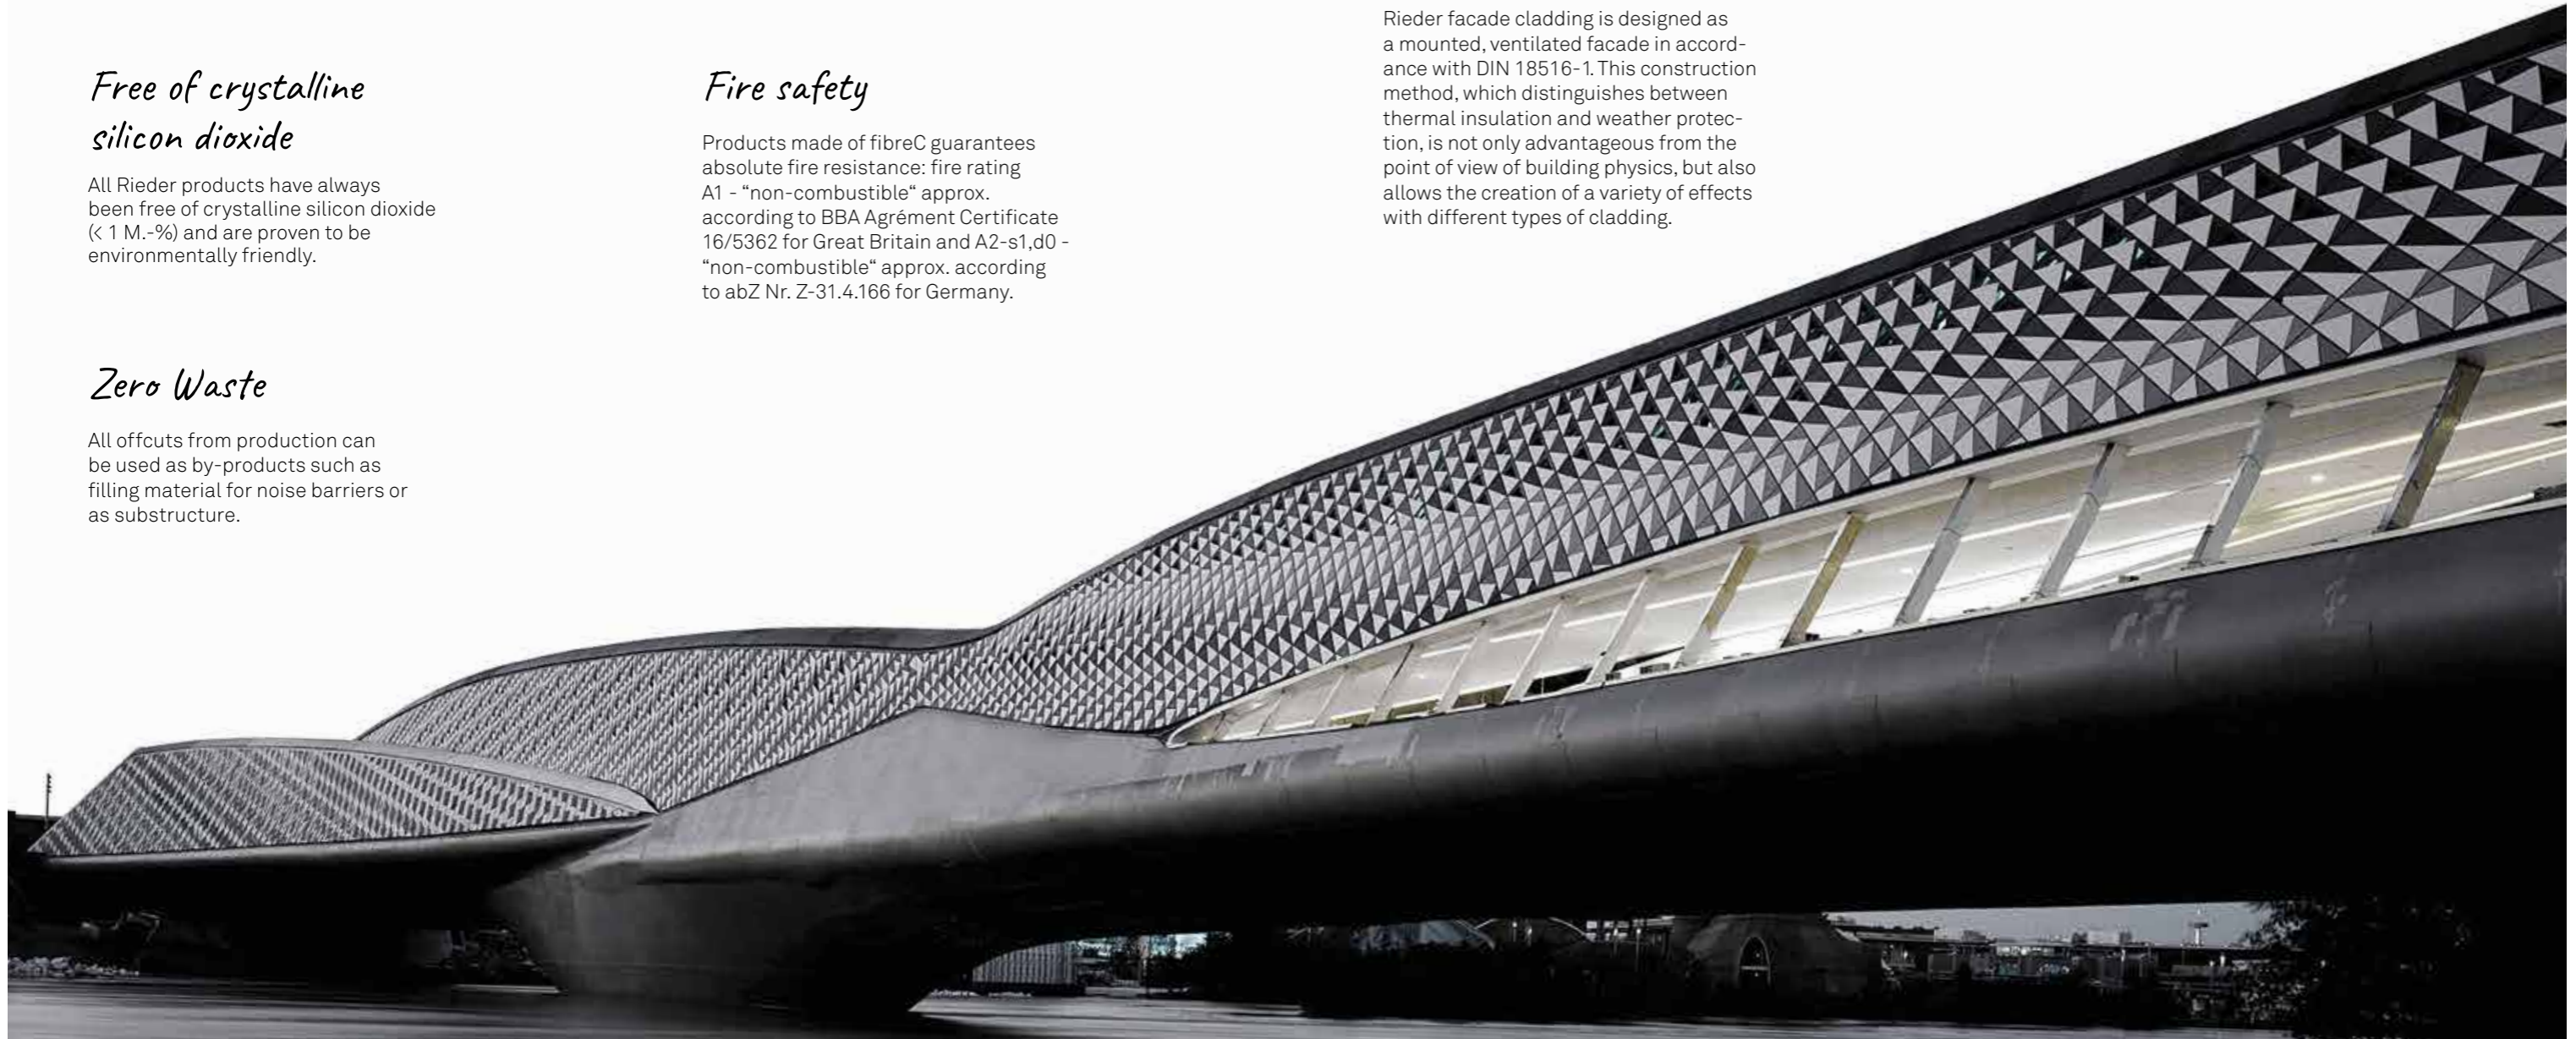 Free of crystalline
silicon dioxide
All Rieder products have always
been free of crystalline silicon dioxide
(< 1 M.-%) and are proven to be
environmentally friendly.
Zero Waste
All offcuts from production can
be used as by-products such as
filling material for noise barriers or
as substructure.
Fire safety
Products made of fibreC guarantees
absolute fire resistance: fire rating
A1 - “non-combustible“ approx.
according to BBA Agrément Certificate
16/5362 for Great Britain and A2-s1,d0 -
“non-combustible“ approx. according
to abZ Nr. Z-31.4.166 for Germany.
Rieder facade cladding is designed as
a mounted, ventilated facade in accord-
ance with DIN 18516-1. This construction
method, which distinguishes between
thermal insulation and weather protec-
tion, is not only advantageous from the
point of view of building physics, but also
allows the creation of a variety of effects
with different types of cladding.